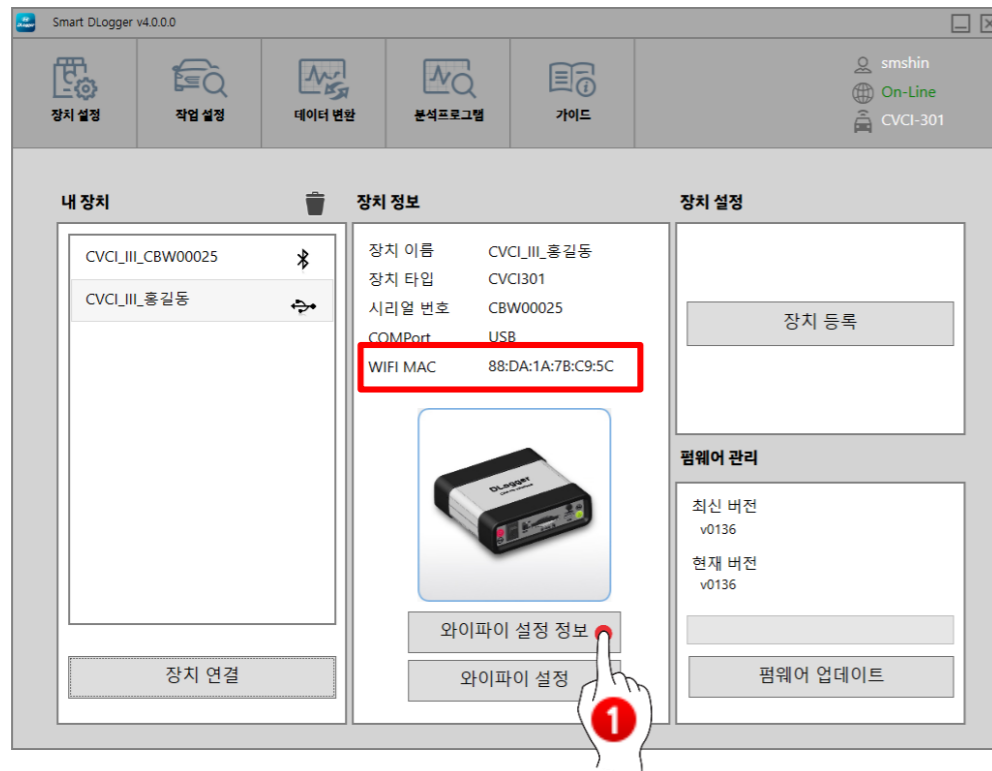 Smart DLogger v4.0.0.0
장치 설정
작업 설정
데이터 변환
분석프로그램
가이드
smshin
On-Line
CVCI-301
내 장치
CVCI_III_CBW00025
CVCI_III_홍길동
장치 연결
장치 정보
장치 이름 CVCI_III_홍길동
장치 타입 CVCI301
시리얼 번호 CBW00025
COMPort USB
WIFI MAC 88:DA:1A:7B:C9:5C
DLogger
와이파이 설정 정보
와이파이 설정
1
장치 설정
장치 등록
펌웨어 관리
최신 버전
v0136
현재 버전
v0136
펌웨어 업데이트